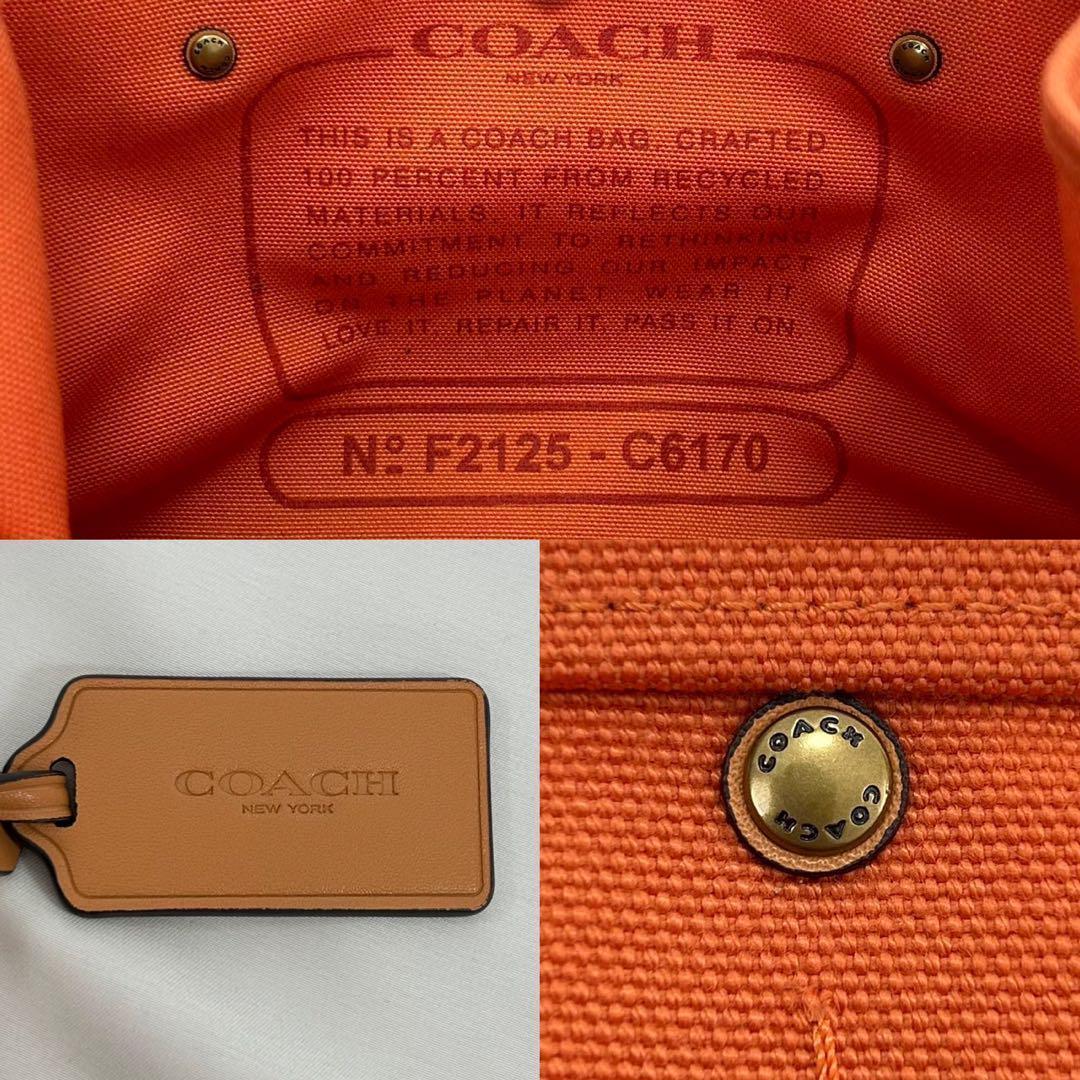 COACH
COACH
COACH
NEW YORK
THIS IS A COACH BAG. CRAFTED
100 PERCENT FROM RECYCLED
MATERIALS, IT REFLECTS OUR
COMMITMENT TO RETHINKING
AND REDUCING OUR IMPACT
ON THE PLANET. WEAR IT.
LOVE IT. REPAIR IT. PASS IT ON.
Nº F2125 - C6170
COACH
NEW YORK
COACH
COACH